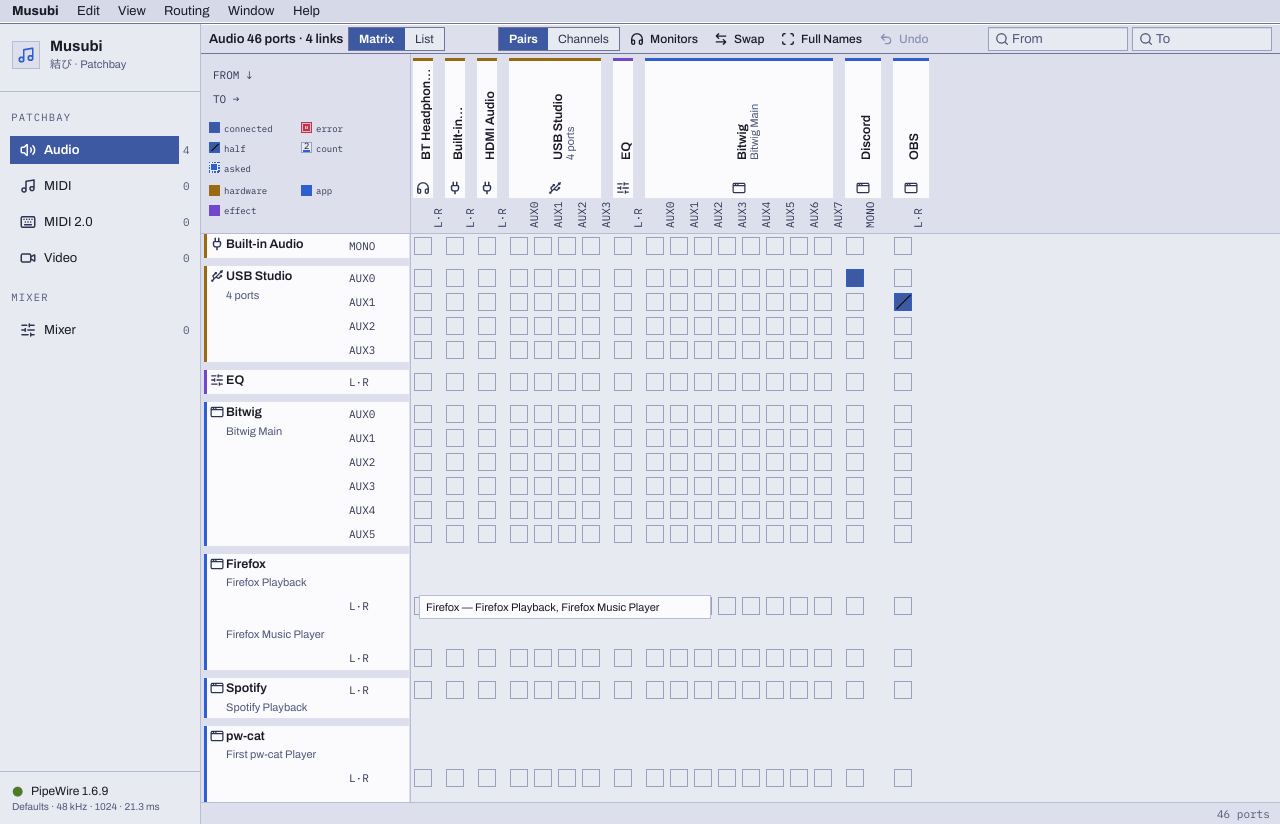 Musubi Edit View Routing Window Help
Musubi
結び · Patchbay
PATCHBAY
Audio 4
MIDI 0
MIDI 2.0 0
Video 0
MIXER
Mixer 0
PipeWire 1.6.9
Defaults · 48 kHz · 1024 · 21.3 ms
Audio 46 ports · 4 links Matrix List Pairs Channels Monitors Swap Full Names Undo From To
FROM ↓
TO →
connected error
half 2 count
asked
hardware app
effect
BT Headphon…
Built-in…
HDMI Audio
USB Studio
4 ports
EQ
Bitwig
Bitwig Main
Discord
OBS
L·R L·R L·R AUX0 AUX1 AUX2 AUX3 L·R AUX0 AUX1 AUX2 AUX3 AUX4 AUX5 AUX6 AUX7 MONO L·R
Built-in Audio MONO
USB Studio AUX0
4 ports AUX1
AUX2
AUX3
EQ L·R
Bitwig AUX0
Bitwig Main AUX1
AUX2
AUX3
AUX4
AUX5
Firefox
Firefox Playback
L·R
Firefox — Firefox Playback, Firefox Music Player
Firefox Music Player
L·R
Spotify L·R
Spotify Playback
pw-cat
First pw-cat Player
L·R
46 ports